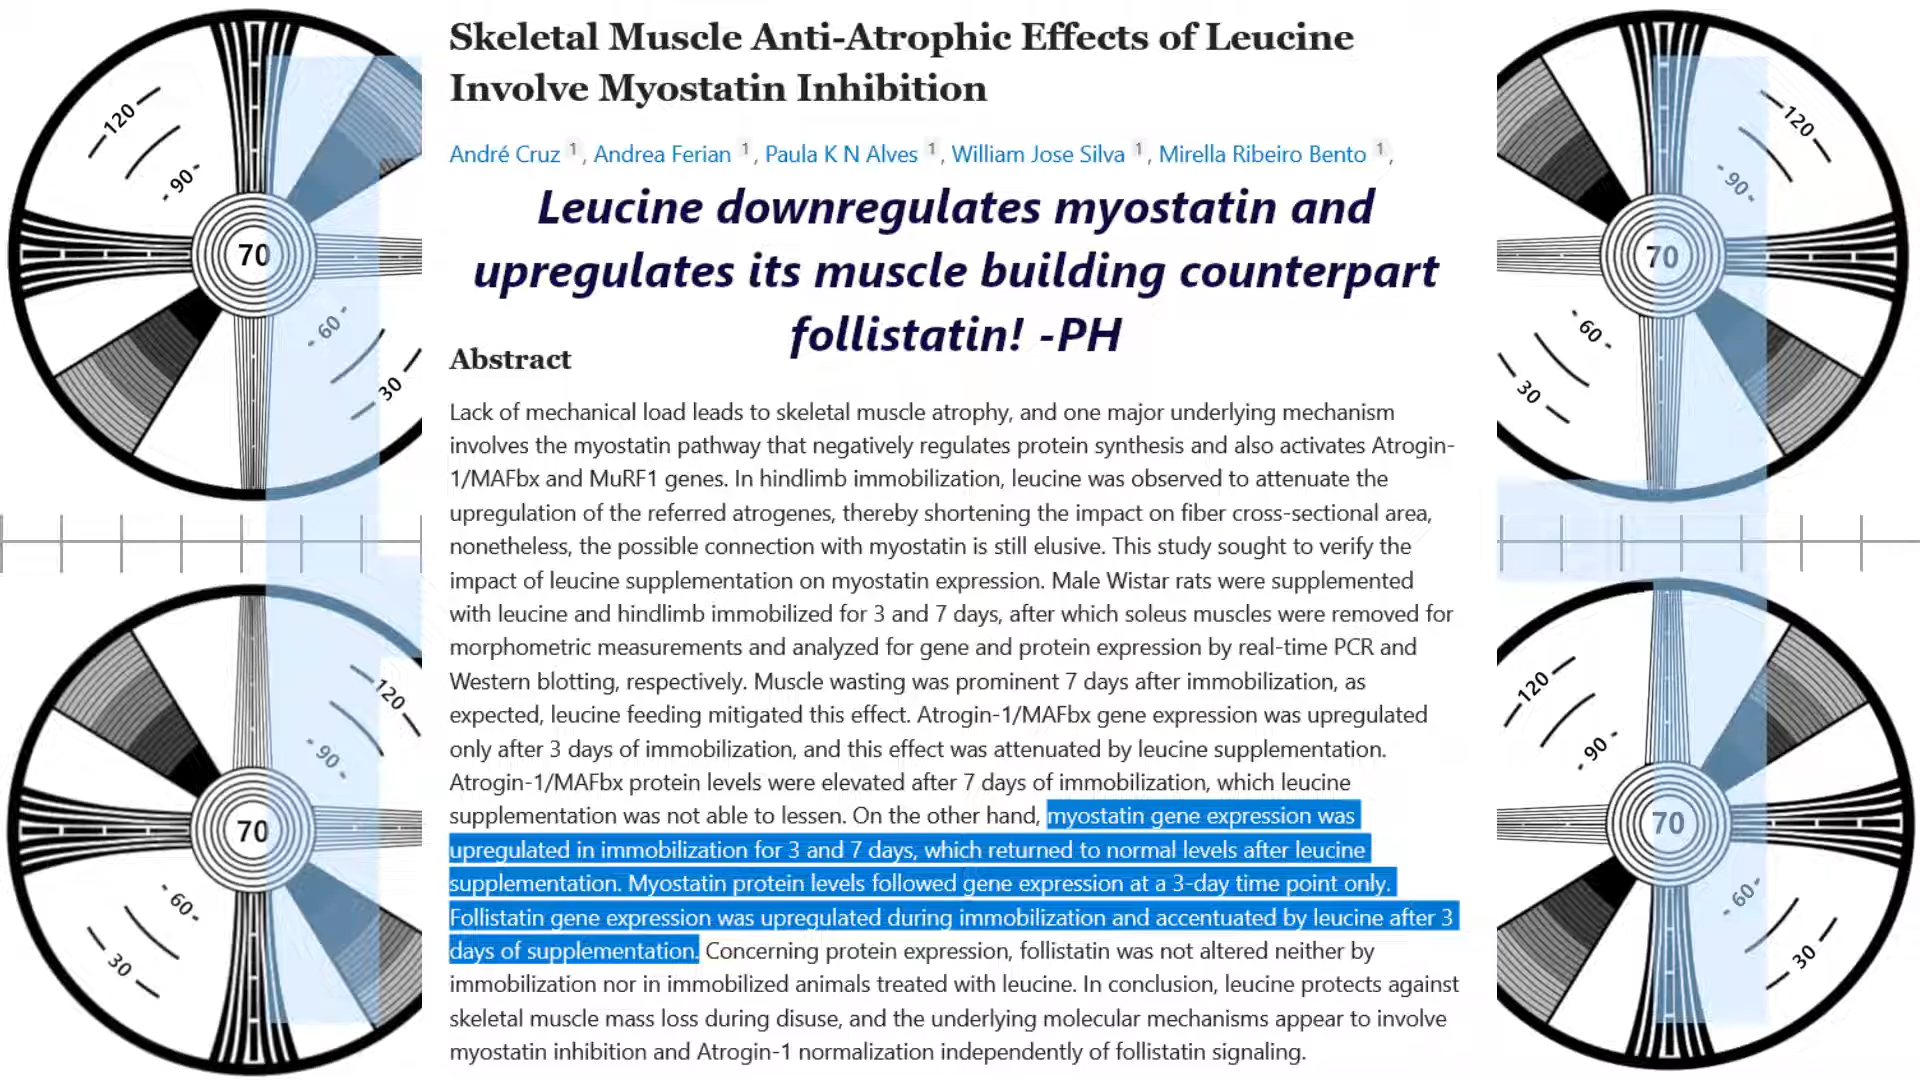 Skeletal Muscle Anti-Atrophic Effects of Leucine
Involve Myostatin Inhibition
André Cruz 1, Andrea Ferian 1, Paula K N Alves 1, William Jose Silva 1, Mirella Ribeiro Bento 1,
Leucine downregulates myostatin and
upregulates its muscle building counterpart
follistatin! -PH
Abstract
Lack of mechanical load leads to skeletal muscle atrophy, and one major underlying mechanism
involves the myostatin pathway that negatively regulates protein synthesis and also activates Atrogin-
1/MAFbx and MuRF1 genes. In hindlimb immobilization, leucine was observed to attenuate the
upregulation of the referred atrogenes, thereby shortening the impact on fiber cross-sectional area,
nonetheless, the possible connection with myostatin is still elusive. This study sought to verify the
impact of leucine supplementation on myostatin expression. Male Wistar rats were supplemented
with leucine and hindlimb immobilized for 3 and 7 days, after which soleus muscles were removed for
morphometric measurements and analyzed for gene and protein expression by real-time PCR and
Western blotting, respectively. Muscle wasting was prominent 7 days after immobilization, as
expected, leucine feeding mitigated this effect. Atrogin-1/MAFbx gene expression was upregulated
only after 3 days of immobilization, and this effect was attenuated by leucine supplementation.
Atrogin-1/MAFbx protein levels were elevated after 7 days of immobilization, which leucine
supplementation was not able to lessen. On the other hand, myostatin gene expression was
upregulated in immobilization for 3 and 7 days, which returned to normal levels after leucine
supplementation. Myostatin protein levels followed gene expression at a 3-day time point only.
Follistatin gene expression was upregulated during immobilization and accentuated by leucine after 3
days of supplementation. Concerning protein expression, follistatin was not altered neither by
immobilization nor in immobilized animals treated with leucine. In conclusion, leucine protects against
skeletal muscle mass loss during disuse, and the underlying molecular mechanisms appear to involve
myostatin inhibition and Atrogin-1 normalization independently of follistatin signaling.
120
-90-
70
-60-
30
120
-90-
70
-60-
30
120
-90-
70
-60-
30
120
-90-
70
-60-
30